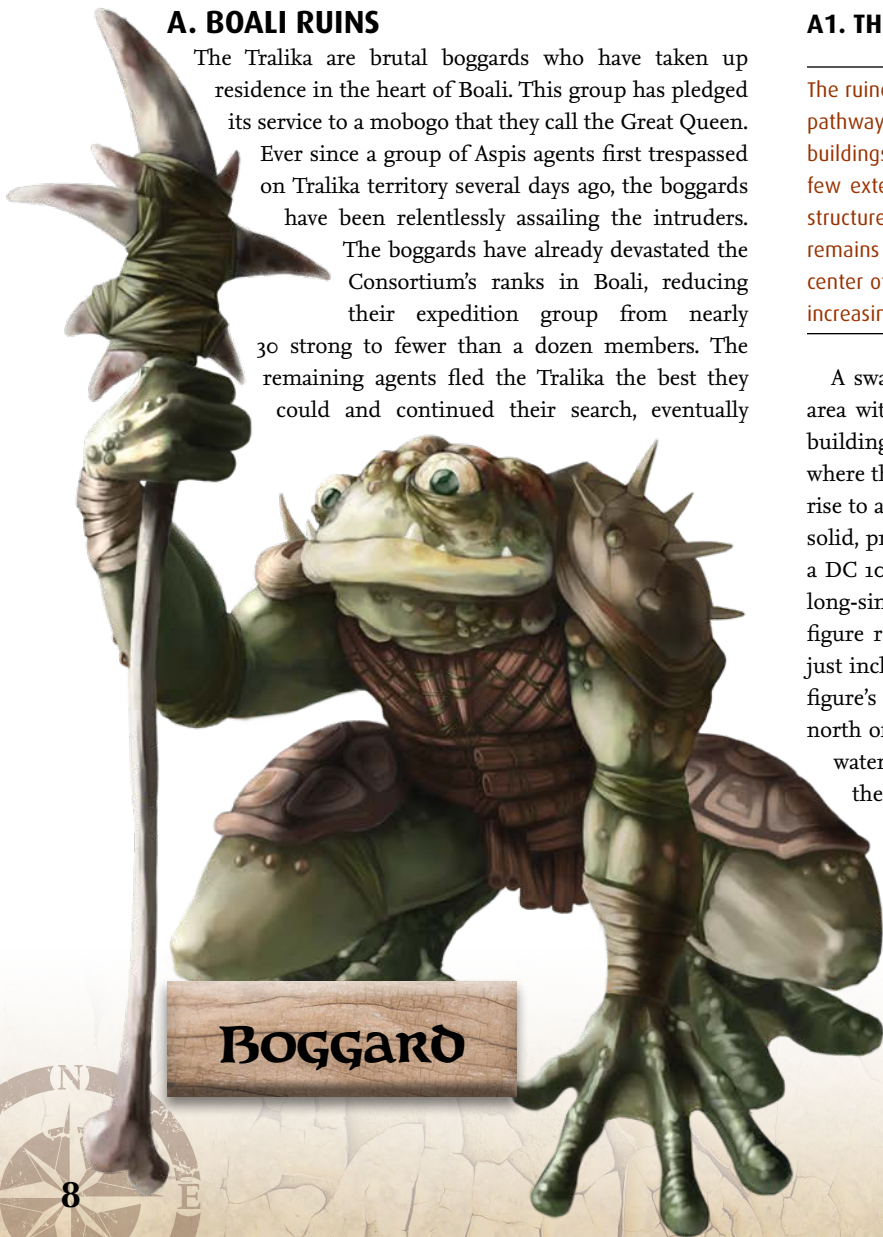 A. BOALI RUINS
The Tralika are brutal boggards who have taken up
residence in the heart of Boali. This group has pledged
its service to a mobogo that they call the Great Queen.
Ever since a group of Aspis agents first trespassed
on Tralika territory several days ago, the boggards
have been relentlessly assailing the intruders.
The boggards have already devastated the
Consortium's ranks in Boali, reducing
their expedition group from nearly
30 strong to fewer than a dozen members. The
remaining agents fled the Tralika the best they
could and continued their search, eventually
Boggard
N
E
8
A1. TH
The ruine
pathway
buildings
few exte
structure
remains
center o
increasin
A swa
area wit
building
where th
rise to a
solid, pr
a DC 10
long-sin
figure r
just incl
figure's
north o
water
the